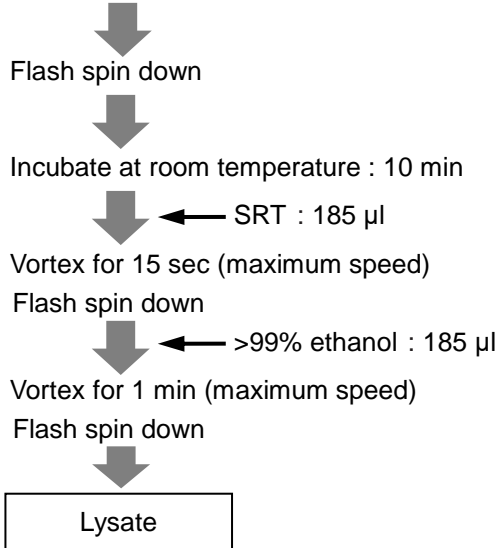 Flash spin down
Incubate at room temperature : 10 min
SRT : 185 µl
Vortex for 15 sec (maximum speed)
Flash spin down
>99% ethanol : 185 µl
Vortex for 1 min (maximum speed)
Flash spin down
Lysate